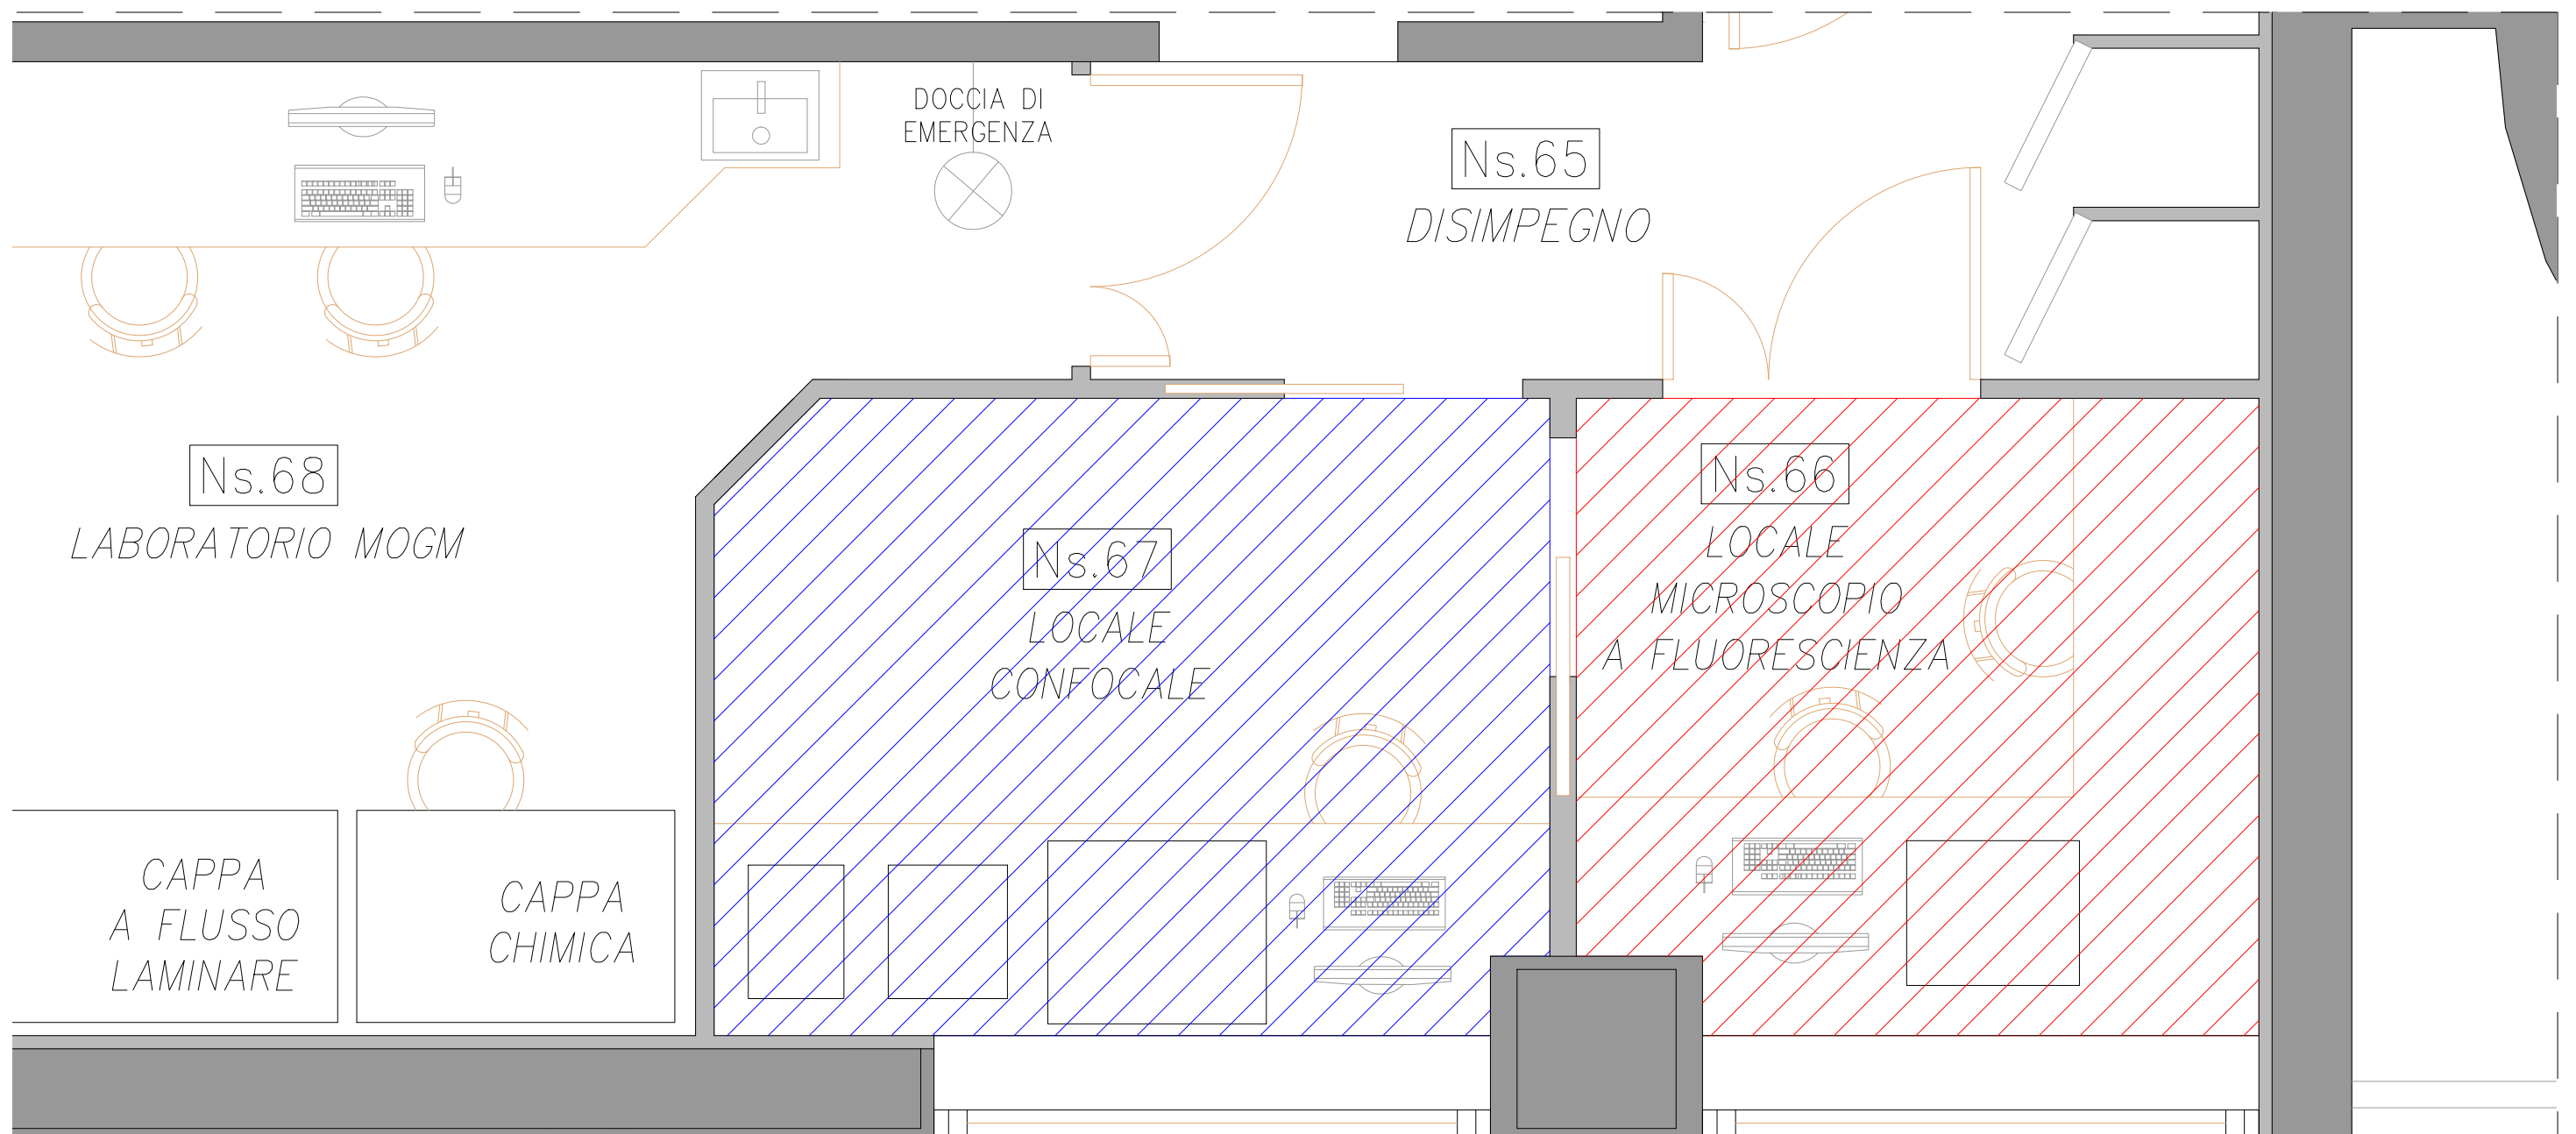 DOCCIA DI
EMERGENZA
Ns.65
DISIMPEGNO
Ns.68
LABORATORIO MOGM
Ns.67
LOCALE
CONFOCALE
Ns.66
LOCALE
MICROSCOPIO
A FLUORESCIENZA
CAPPA
A FLUSSO
LAMINARE
CAPPA
CHIMICA